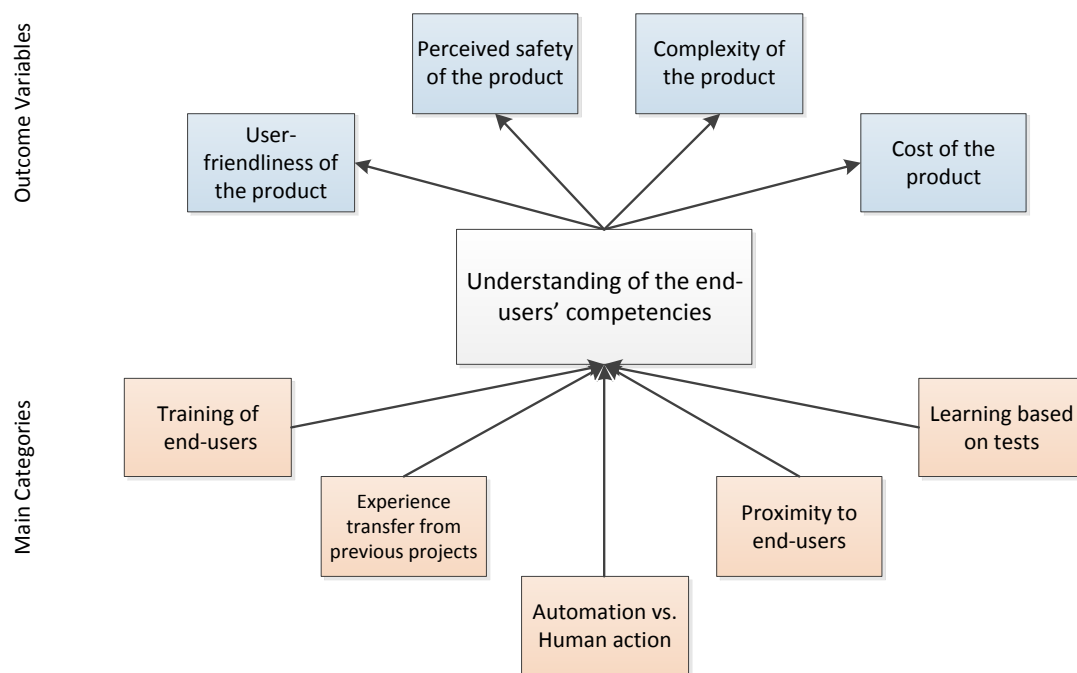 Outcome Variables
Perceived safety
of the product
Complexity of
the product
User-
friendliness of
the product
Cost of the
product
Understanding of the end-
users’ competencies
Main Categories
Training of
end-users
Learning based
on tests
Experience
transfer from
previous projects
Proximity to
end-users
Automation vs.
Human action